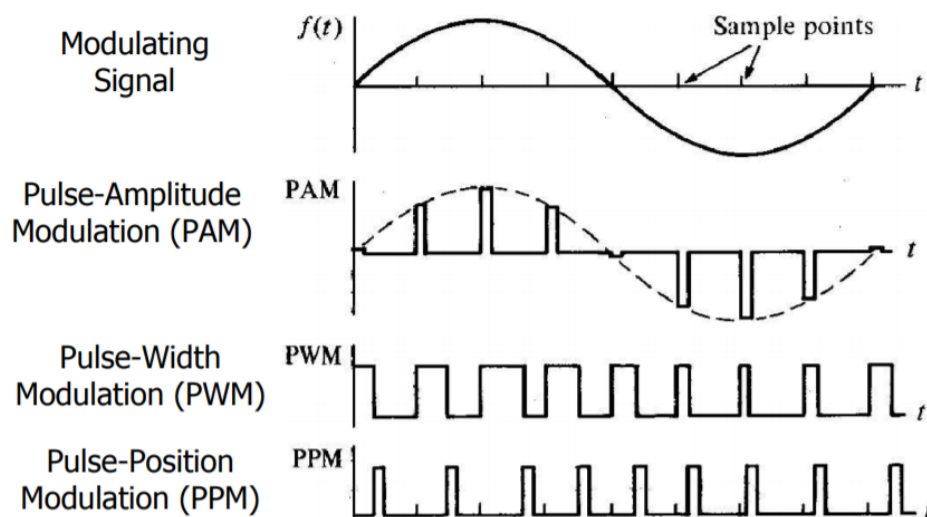 Modulating
Signal
f(t)
Sample points
t
Pulse-Amplitude
Modulation (PAM)
PAM
t
Pulse-Width
Modulation (PWM)
PWM
t
Pulse-Position
Modulation (PPM)
PPM